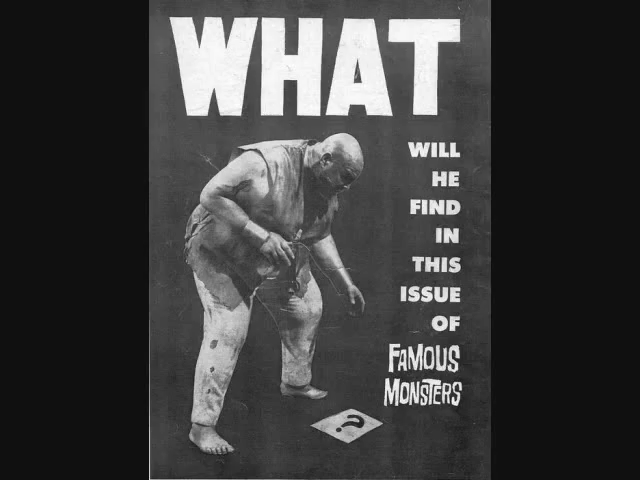 WHAT
WILL
HE
FIND
IN
THIS
ISSUE
OF
FAMOUS
MONSTERS
?